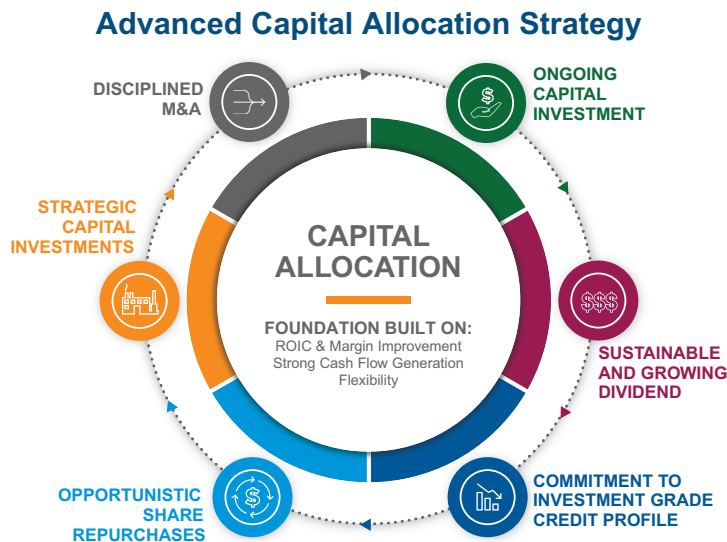 Advanced Capital Allocation Strategy
DISCIPLINED
M&A
ONGOING
CAPITAL
INVESTMENT
$
STRATEGIC
CAPITAL
INVESTMENTS
CAPITAL
ALLOCATION
FOUNDATION BUILT ON:
ROIC & Margin Improvement
Strong Cash Flow Generation
Flexibility
$$$
SUSTAINABLE
AND GROWING
DIVIDEND
OPPORTUNISTIC
SHARE
REPURCHASES
$
COMMITMENT TO
INVESTMENT GRADE
CREDIT PROFILE